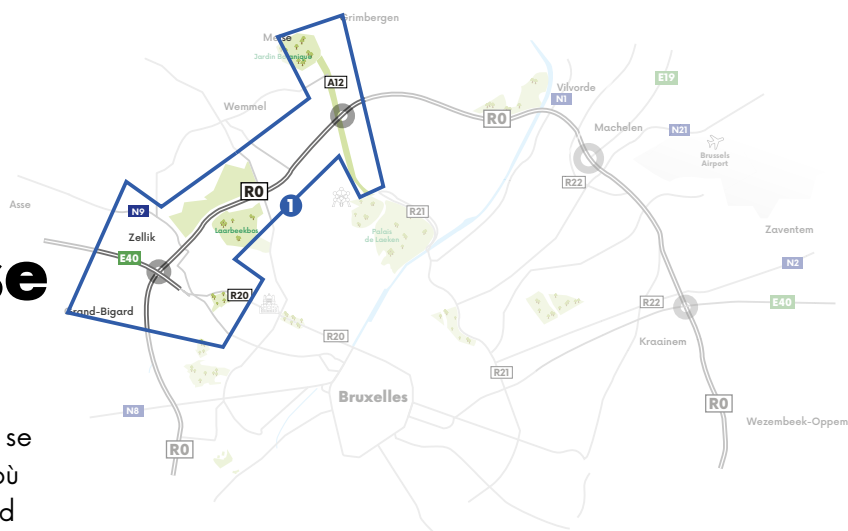 Grimbergen
Meise
Jardin Botanique
A12
E19
Vilvorde
N1
Wemmel
R0
Machelen
N21
Brussels
Airport
R22
R0
1
Asse
N9
R21
Laarbeekbos
Palais
de Laeken
Zellik
Zaventem
E40
N2
se
R20
R22
E40
Grand-Bigard
R20
Kraainem
R21
Bruxelles
R0
N8
Wezembeek-Oppem
se
R0
où
d